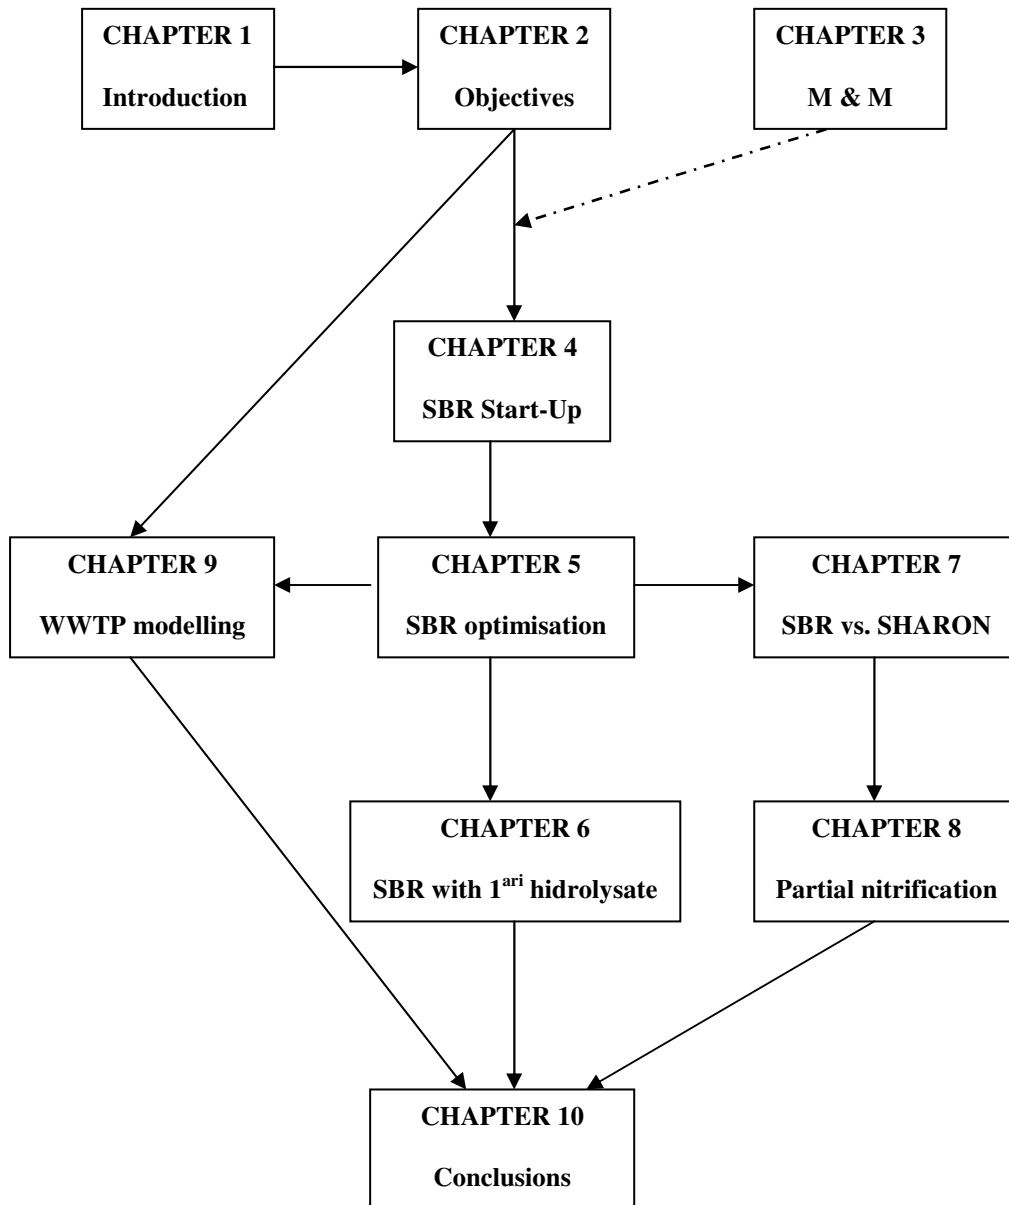 CHAPTER 1
Introduction
CHAPTER 2
Objectives
CHAPTER 3
M & M
CHAPTER 4
SBR Start-Up
CHAPTER 9
WWTP modelling
CHAPTER 5
SBR optimisation
CHAPTER 7
SBR vs. SHARON
CHAPTER 6
SBR with 1ari hidrolysate
CHAPTER 8
Partial nitrification
CHAPTER 10
Conclusions